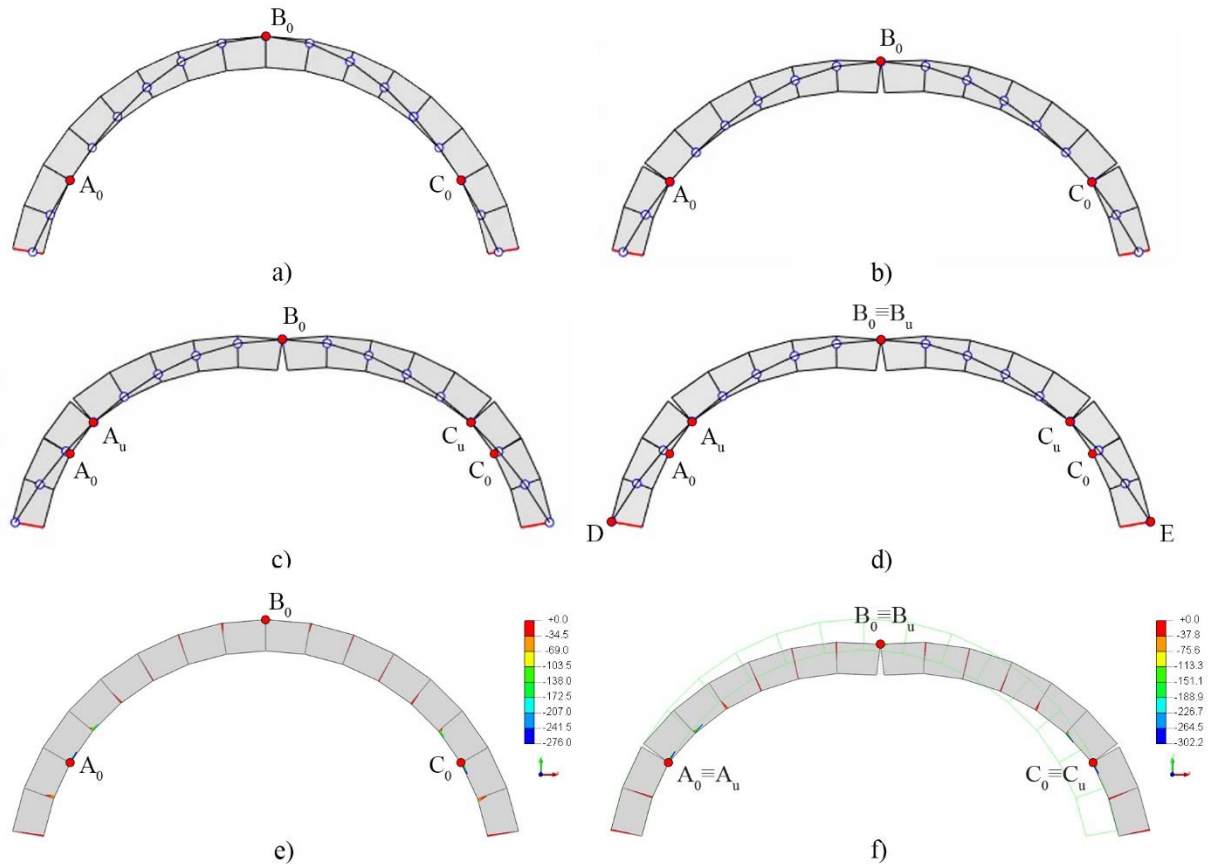 B₀
A₀
C₀
a)
B₀
A₀
C₀
b)
B₀
Aᵤ
Cᵤ
A₀
C₀
c)
B₀≡Bᵤ
Aᵤ
Cᵤ
A₀
C₀
D
E
d)
B₀
A₀
C₀
+0.0
-34.5
-69.0
-103.5
-138.0
-172.5
-207.0
-241.5
-276.0
e)
B₀≡Bᵤ
A₀≡Aᵤ
C₀≡Cᵤ
+0.0
-37.8
-75.6
-113.3
-151.1
-188.9
-226.7
-264.5
-302.2
f)